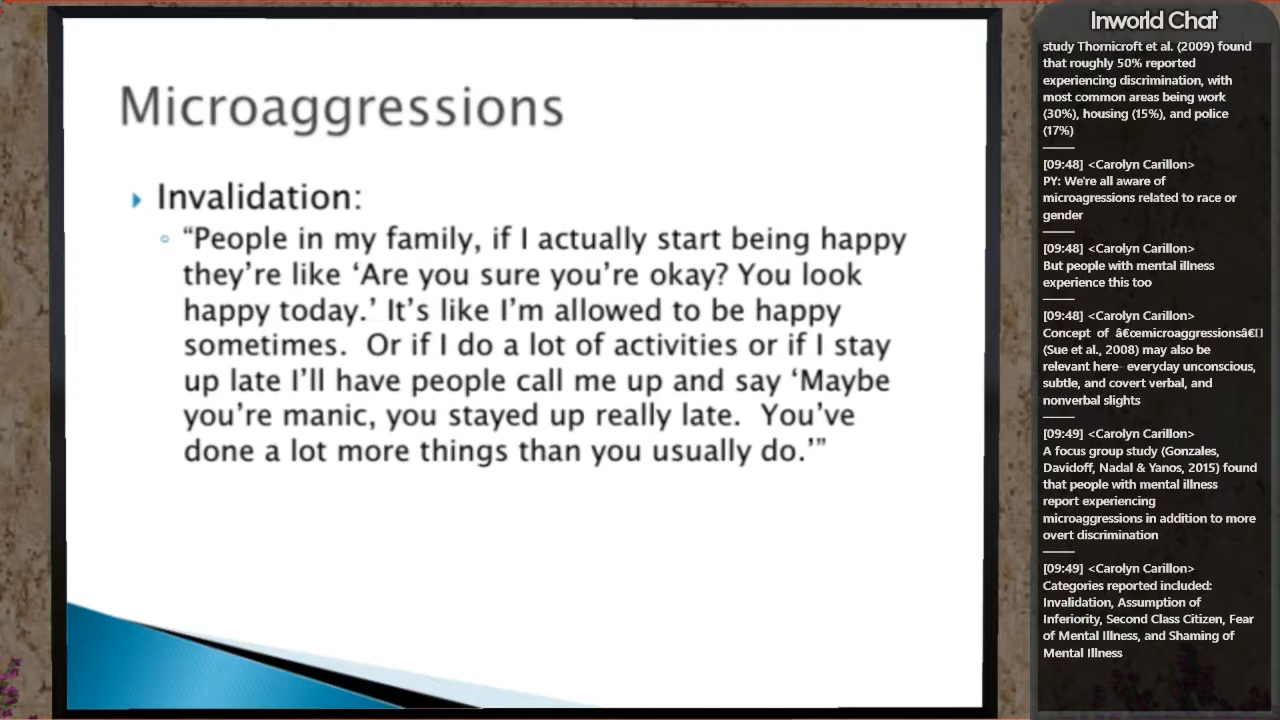 Microaggressions
Invalidation:
“People in my family, if I actually start being happy
they’re like ‘Are you sure you’re okay? You look
happy today.’ It’s like I’m allowed to be happy
sometimes.  Or if I do a lot of activities or if I stay
up late I’ll have people call me up and say ‘Maybe
you’re manic, you stayed up really late.  You’ve
done a lot more things than you usually do.’”
Inworld Chat
study Thornicroft et al. (2009) found
that roughly 50% reported
experiencing discrimination, with
most common areas being work
(30%), housing (15%), and police
(17%)
[09:48] <Carolyn Carillon>
PY: We're all aware of
microagressions related to race or
gender
[09:48] <Carolyn Carillon>
But people with mental illness
experience this too
[09:48] <Carolyn Carillon>
Concept of â€œmicroaggressionsâ€
(Sue et al., 2008) may also be
relevant here- everyday unconscious,
subtle, and covert verbal, and
nonverbal slights
[09:49] <Carolyn Carillon>
A focus group study (Gonzales,
Davidoff, Nadal & Yanos, 2015) found
that people with mental illness
report experiencing
microaggressions in addition to more
overt discrimination
[09:49] <Carolyn Carillon>
Categories reported included:
Invalidation, Assumption of
Inferiority, Second Class Citizen, Fear
of Mental Illness, and Shaming of
Mental Illness